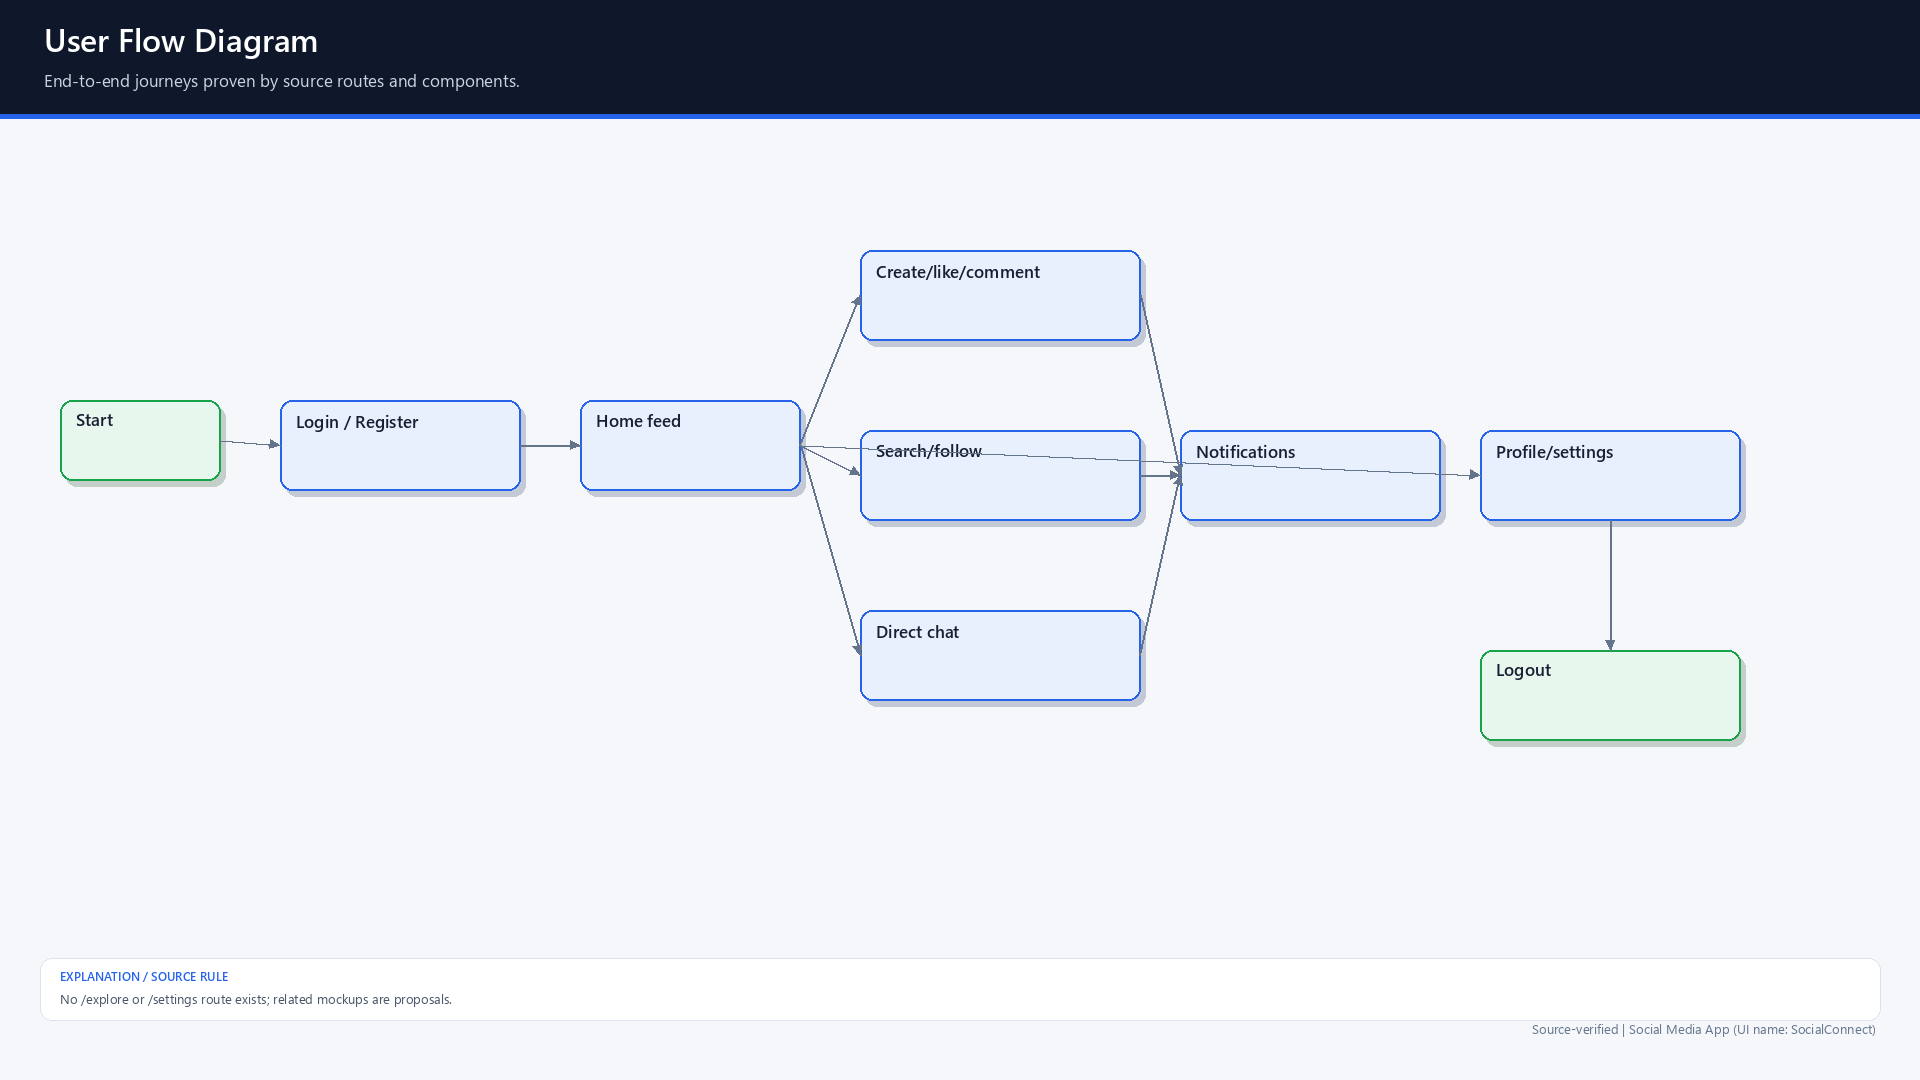 User Flow Diagram
End-to-end journeys proven by source routes and components.
Create/like/comment
Start
Login / Register
Home feed
Search/follow
Notifications
Profile/settings
Direct chat
Logout
EXPLANATION / SOURCE RULE
No /explore or /settings route exists; related mockups are proposals.
Source-verified | Social Media App (UI name: SocialConnect)